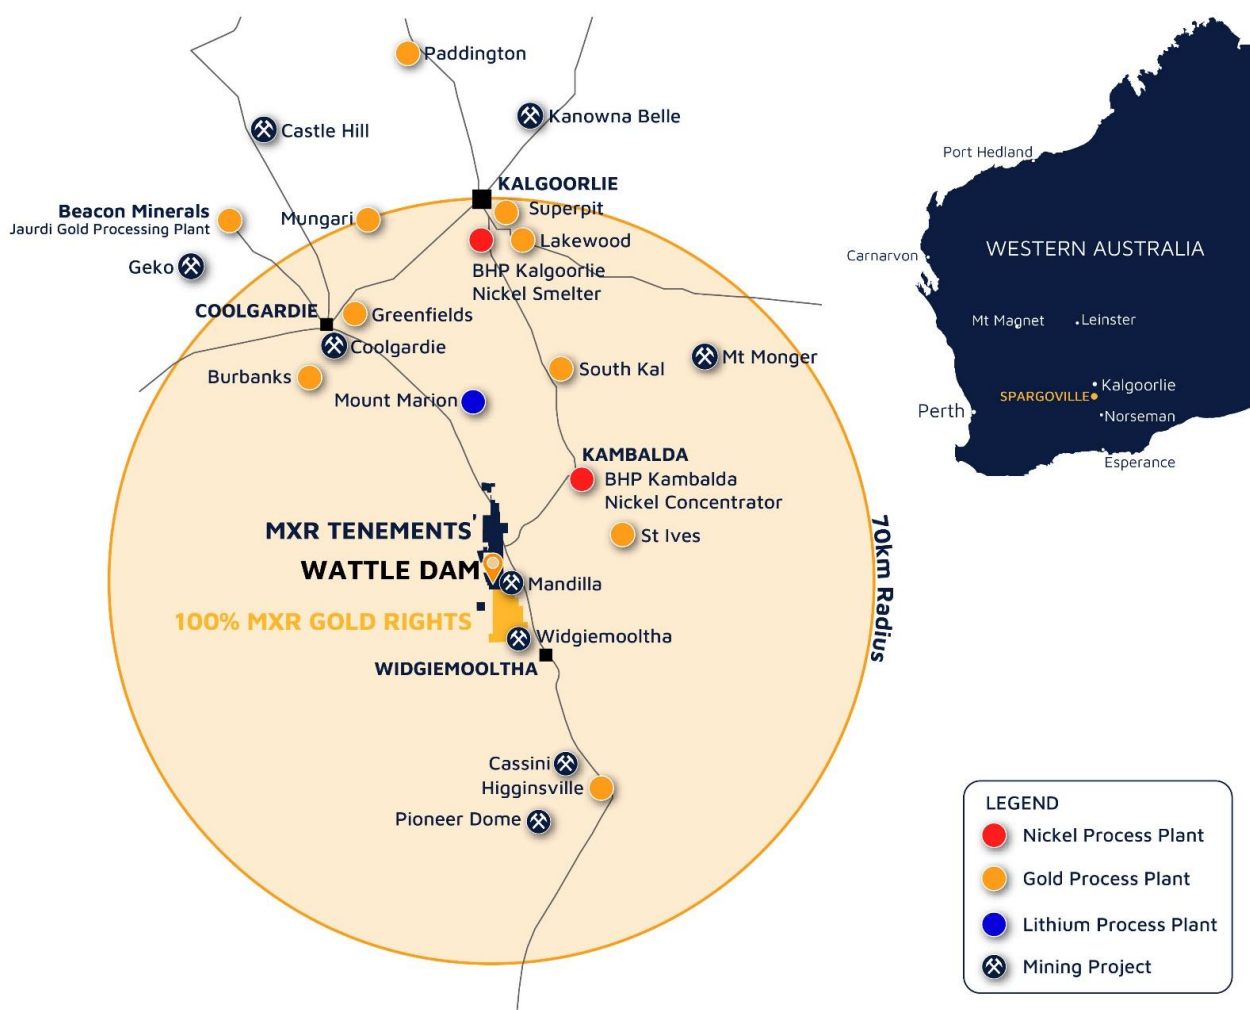 Paddington
Kanowna Belle
Castle Hill
KALGOORLIE
Superpit
Beacon Minerals
Jaurdi Gold Processing Plant
Mungari
Lakewood
Geko
BHP Kalgoorlie
Nickel Smelter
COOLGARDIE
Greenfields
Coolgardie
Mt Monger
Burbanks
South Kal
Mount Marion
KAMBALDA
BHP Kambalda
Nickel Concentrator
MXR TENEMENTS
St Ives
WATTLE DAM
Mandilla
100% MXR GOLD RIGHTS
Widgiemooltha
WIDGIEMOOLTHA
70km Radius
Cassini
Higginsville
Pioneer Dome
Port Hedland
WESTERN AUSTRALIA
Carnarvon
Mt Magnet
Leinster
Kalgoorlie
SPARGOVILLE
Perth
Norseman
Esperance
LEGEND
Nickel Process Plant
Gold Process Plant
Lithium Process Plant
Mining Project